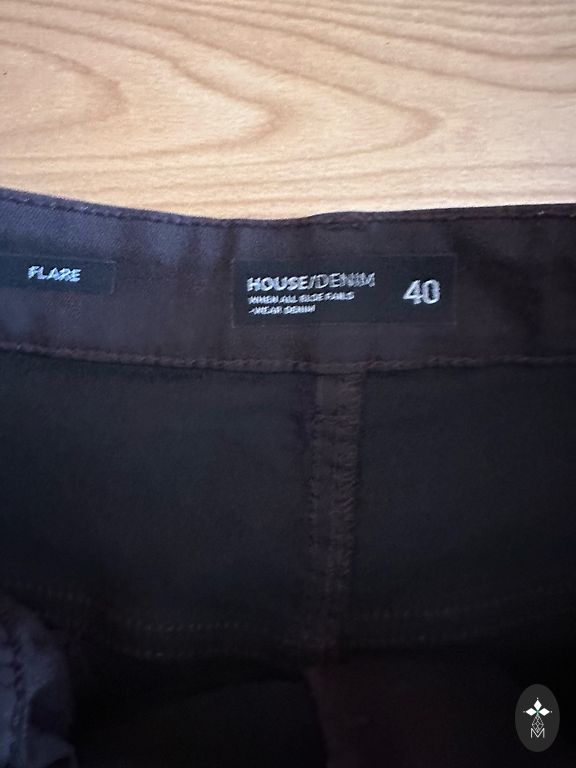 FLARE
HOUSE/DENIM
WHEN ALL ELSE FAILS
-WEAR DENIM
40